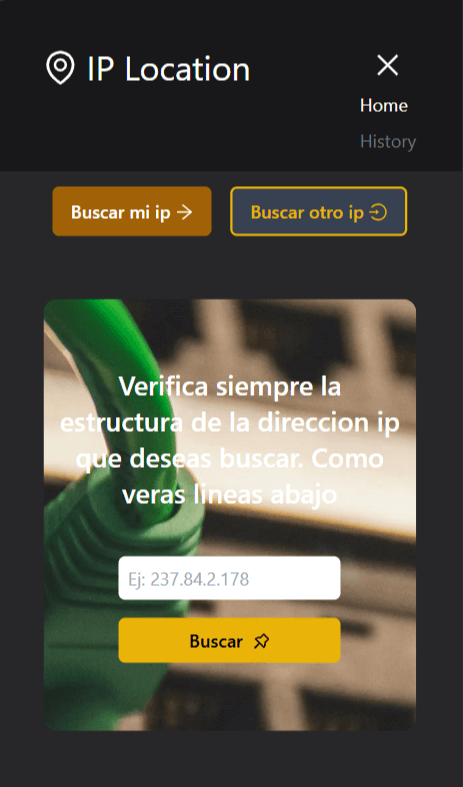 IP Location
Home
History
Buscar mi ip
Buscar otro ip
Verifica siempre la
estructura de la direccion ip
que deseas buscar. Como
veras lineas abajo
Ej: 237.84.2.178
Buscar